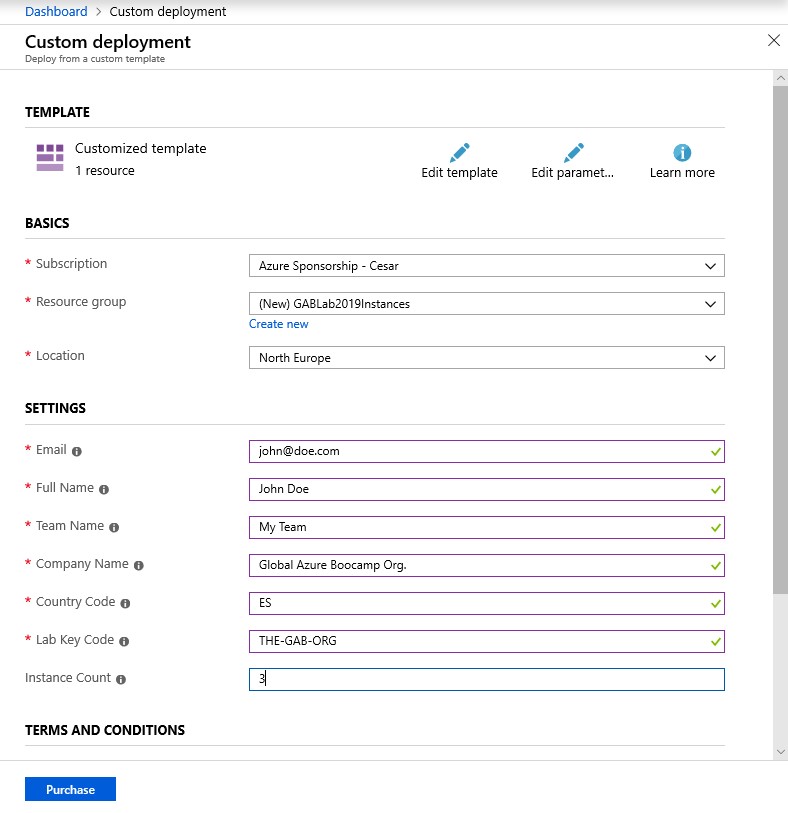 Dashboard > Custom deployment
Custom deployment
Deploy from a custom template
TEMPLATE
Customized template
1 resource
Edit template
Edit paramet...
Learn more
BASICS
* Subscription
Azure Sponsorship - Cesar
* Resource group
(New) GABLab2019Instances
Create new
* Location
North Europe
SETTINGS
* Email
john@doe.com
* Full Name
John Doe
* Team Name
My Team
* Company Name
Global Azure Boocamp Org.
* Country Code
ES
* Lab Key Code
THE-GAB-ORG
Instance Count
3
TERMS AND CONDITIONS
Purchase